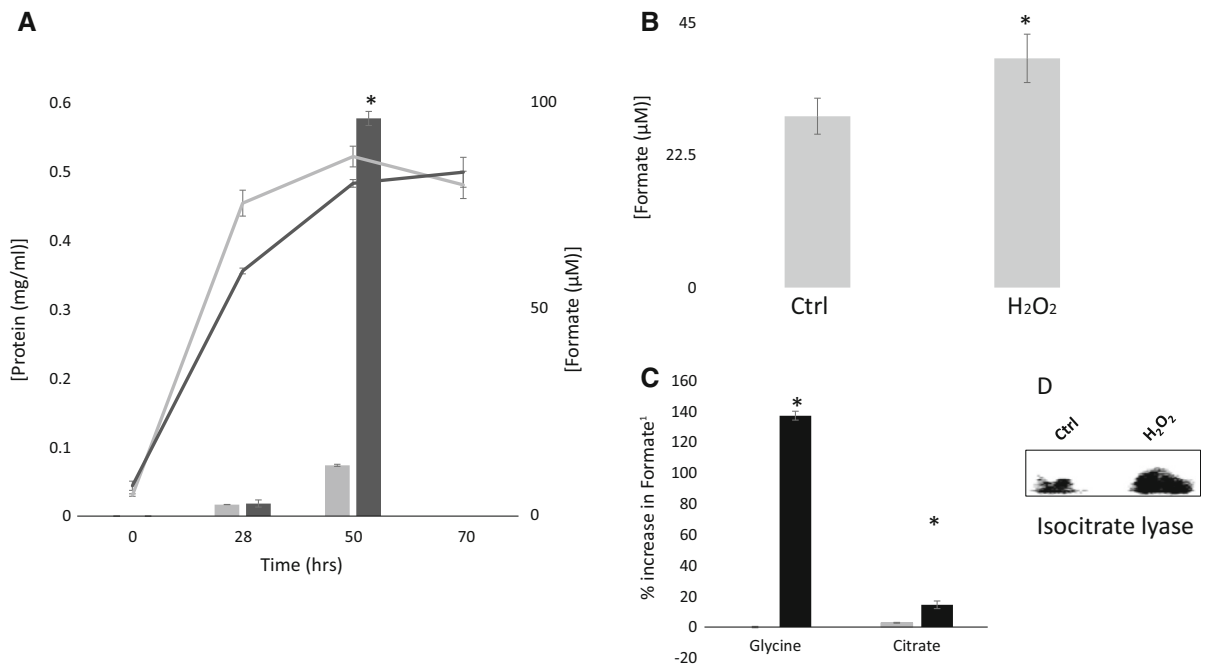 A
*
0.6
0.5
0.4
0.3
0.2
0.1
0
[Protein (mg/ml)]
100
50
0
[Formate (µM)]
0 28 50 70
Time (hrs)
B
*
45
22.5
0
[Formate (µM)]
Ctrl H₂O₂
C
160
140
120
100
80
60
40
20
0
-20
% increase in Formate¹
*
*
Glycine Citrate
D
Ctrl H₂O₂
Isocitrate lyase